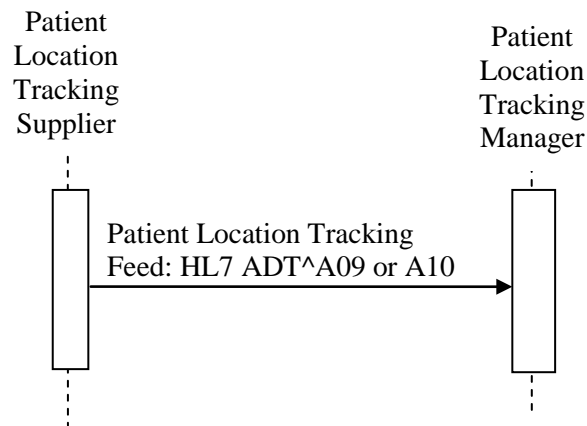 Patient
Location
Tracking
Supplier
Patient
Location
Tracking
Manager
Patient Location Tracking
Feed: HL7 ADT^A09 or A10